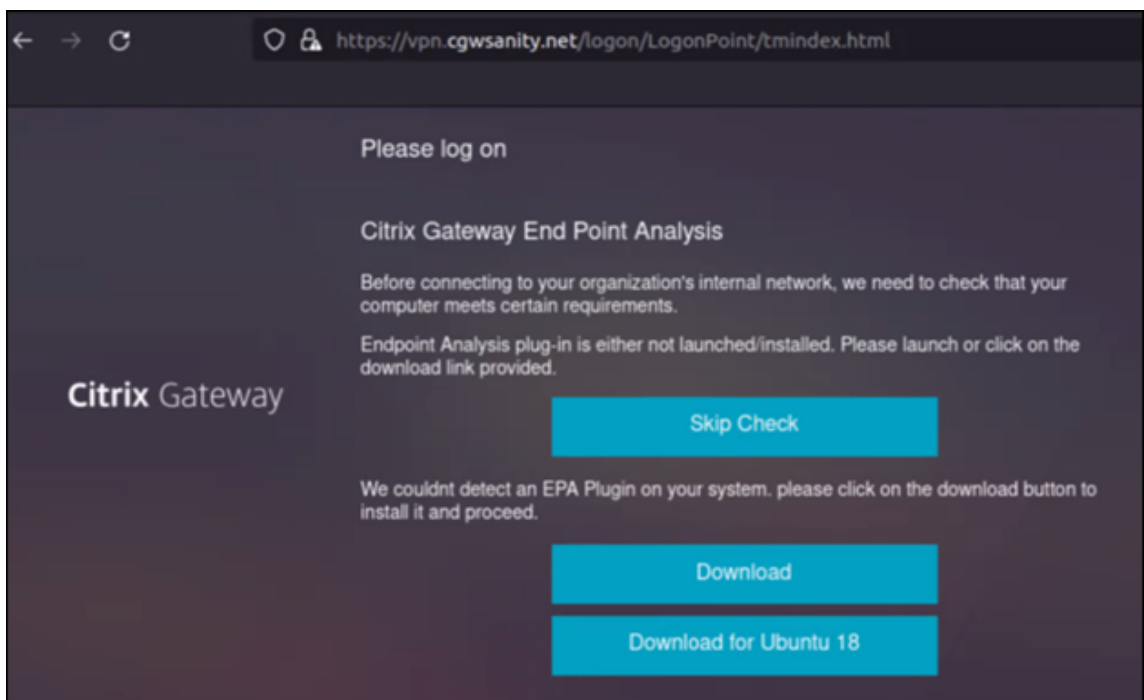 https://vpn.cgwsanity.net/logon/LogonPoint/tmindex.html
Please log on
Citrix Gateway End Point Analysis
Before connecting to your organization's internal network, we need to check that your
computer meets certain requirements.
Endpoint Analysis plug-in is either not launched/installed. Please launch or click on the
download link provided.
Citrix Gateway
Skip Check
We couldnt detect an EPA Plugin on your system. please click on the download button to
install it and proceed.
Download
Download for Ubuntu 18